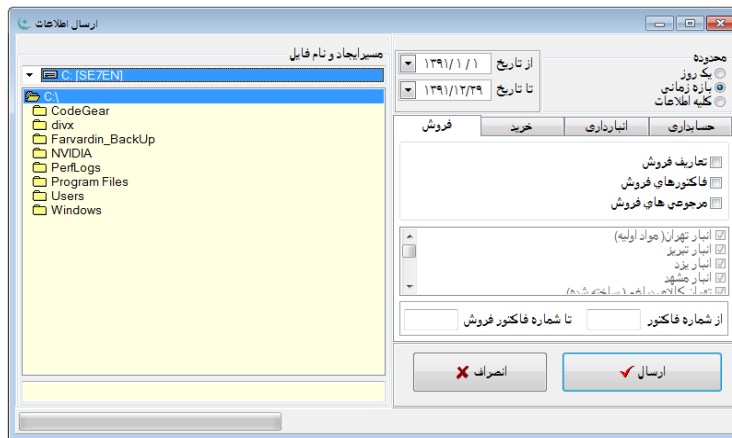 ارسال اطلاعات
محدوده
یک روز
بازه زمانی
کلیه اطلاعات
از تاریخ ۱۳۹۱/۱/۱
تا تاریخ ۱۳۹۱/۱۲/۲۹
حسابداری انبارداری خرید فروش
تعاریف فروش
فاکتورهاي فروش
مرجوعي هاي فروش
انبار تهران( مواد اولیه)
انبار تبریز
انبار یزد
انبار مشهد
از شماره فاکتور تا شماره فاکتور فروش
ارسال انصراف
مسیرایجاد و نام فایل
C: [SE7EN]
C:\
CodeGear
divx
Farvardin_BackUp
NVIDIA
PerfLogs
Program Files
Users
Windows